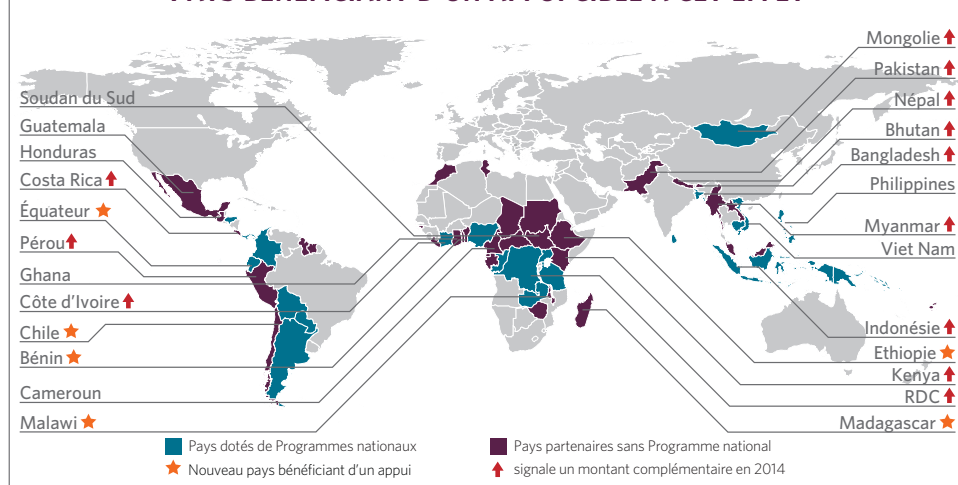 Soudan du Sud
Guatemala
Honduras
Costa Rica
Équateur
Pérou
Ghana
Côte d'Ivoire
Chile
Bénin
Cameroun
Malawi
Mongolie
Pakistan
Népal
Bhutan
Bangladesh
Philippines
Myanmar
Viet Nam
Indonésie
Ethiopie
Kenya
RDC
Madagascar
Pays dotés de Programmes nationaux
Pays partenaires sans Programme national
Nouveau pays bénéficiant d'un appui
signale un montant complémentaire en 2014